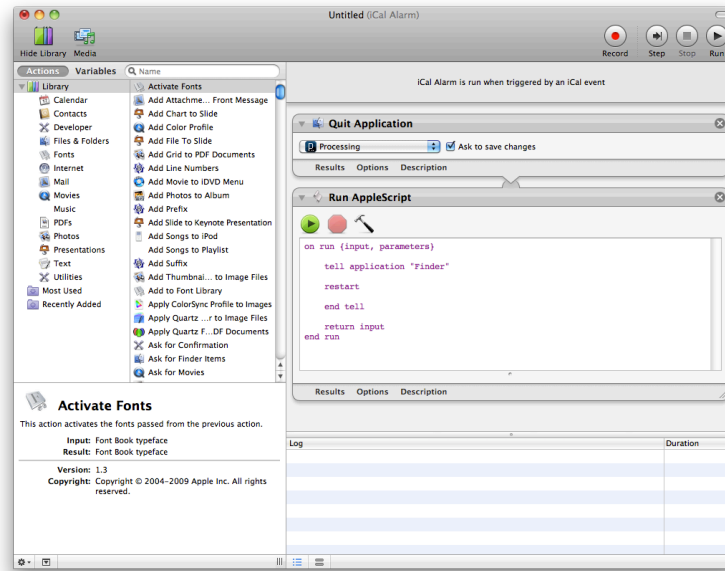 Untitled (iCal Alarm)
Hide Library
Media
Record
Step
Stop
Run
Actions
Variables
Name
Library
Calendar
Contacts
Developer
Files & Folders
Fonts
Internet
Mail
Movies
Music
PDFs
Photos
Presentations
Text
Utilities
Most Used
Recently Added
Activate Fonts
Add Attachme... Front Message
Add Chart to Slide
Add Color Profile
Add File To Slide
Add Grid to PDF Documents
Add Line Numbers
Add Movie to iDVD Menu
Add Photos to Album
Add Prefix
Add Slide to Keynote Presentation
Add Songs to iPod
Add Songs to Playlist
Add Suffix
Add Thumbnai... to Image Files
Add to Font Library
Apply ColorSync Profile to Images
Apply Quartz ...r to Image Files
Apply Quartz F...DF Documents
Ask for Confirmation
Ask for Finder Items
Ask for Movies
Activate Fonts
This action activates the fonts passed from the previous action.
Input: Font Book typeface
Result: Font Book typeface
Version: 1.3
Copyright: Copyright © 2004-2009 Apple Inc. All rights
reserved.
iCal Alarm is run when triggered by an iCal event
Quit Application
Processing
Ask to save changes
Results Options Description
Run AppleScript
on run {input, parameters}
tell application "Finder"
restart
end tell
return input
end run
Results Options Description
Log
Duration